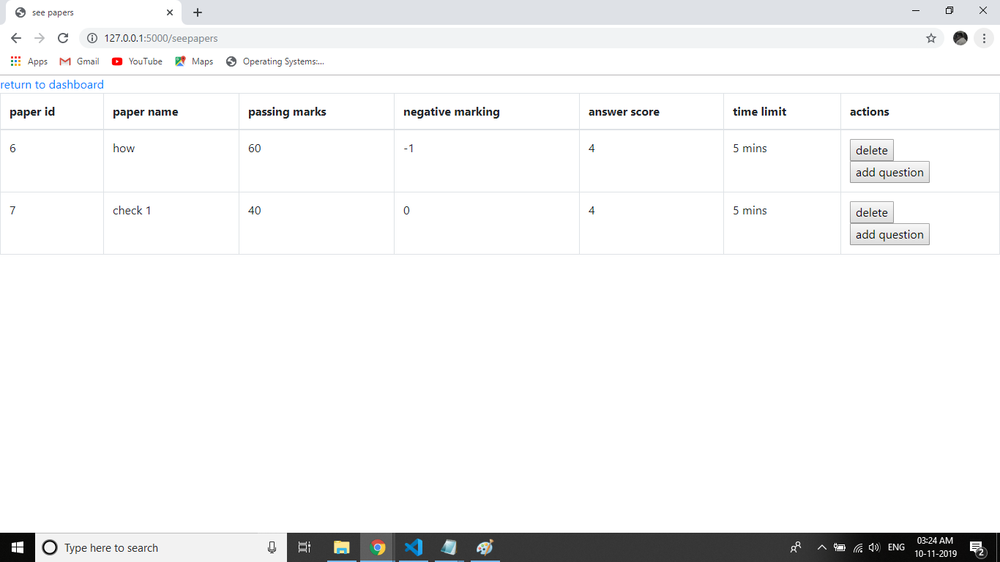 see papers
127.0.0.1:5000/seepapers
Apps Gmail YouTube Maps Operating Systems:...
return to dashboard
paper id paper name passing marks negative marking answer score time limit actions
6 how 60 -1 4 5 mins delete
add question
7 check 1 40 0 4 5 mins delete
add question
Type here to search ENG 03:24 AM
10-11-2019 2